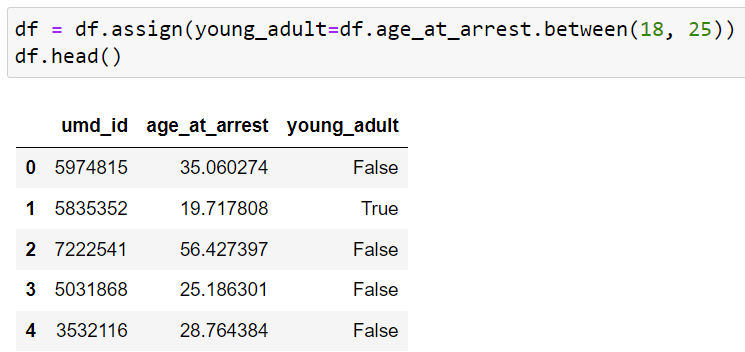 df = df.assign(young_adult=df.age_at_arrest.between(18, 25))
df.head()
umd_id age_at_arrest young_adult
0 5974815 35.060274 False
1 5835352 19.717808 True
2 7222541 56.427397 False
3 5031868 25.186301 False
4 3532116 28.764384 False